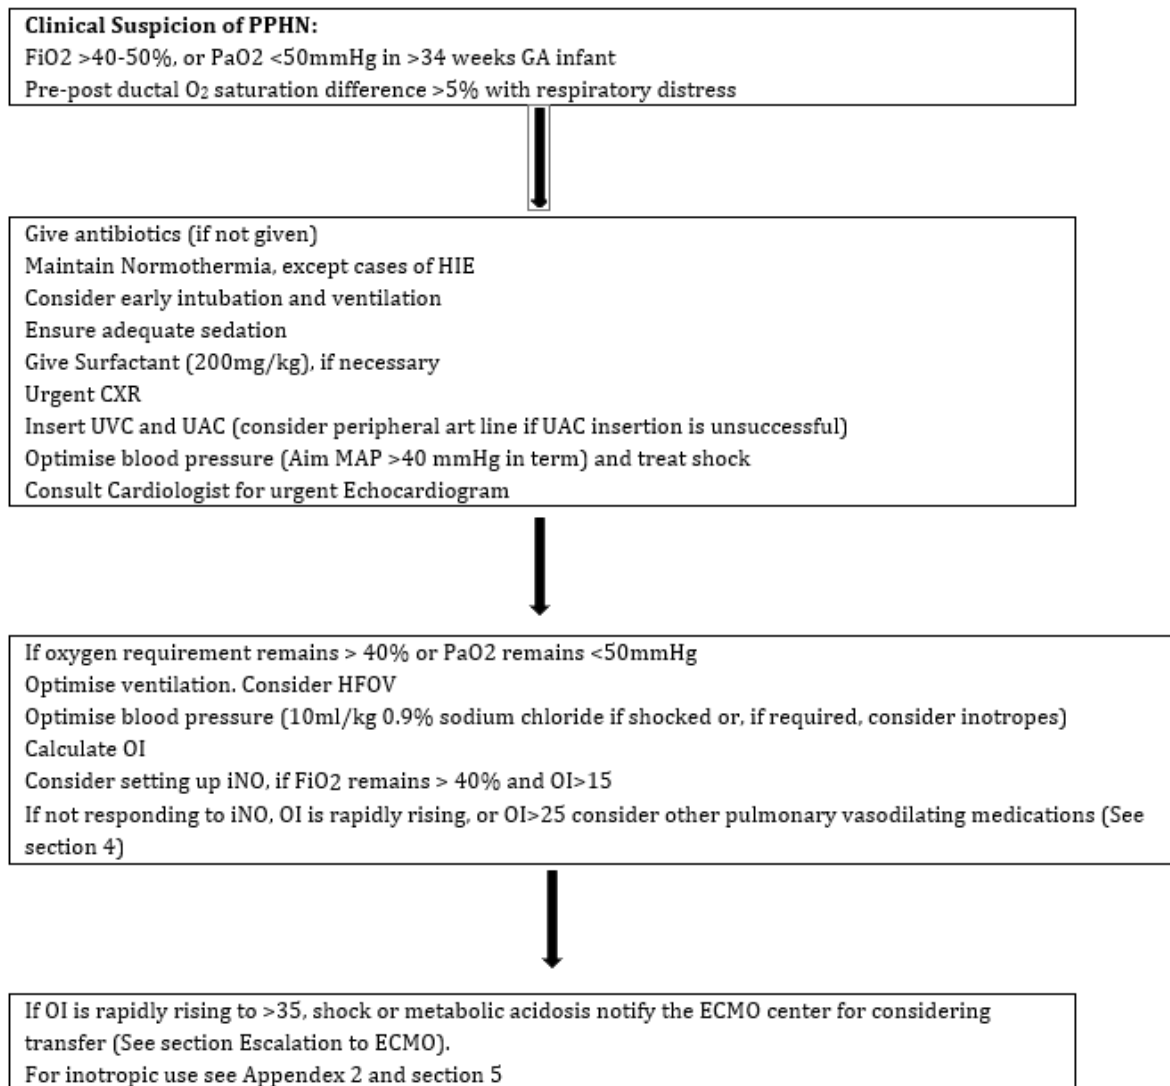 Clinical Suspicion of PPHN:
FiO2 >40-50%, or PaO2 <50mmHg in >34 weeks GA infant
Pre-post ductal O₂ saturation difference >5% with respiratory distress
Give antibiotics (if not given)
Maintain Normothermia, except cases of HIE
Consider early intubation and ventilation
Ensure adequate sedation
Give Surfactant (200mg/kg), if necessary
Urgent CXR
Insert UVC and UAC (consider peripheral art line if UAC insertion is unsuccessful)
Optimise blood pressure (Aim MAP >40 mmHg in term) and treat shock
Consult Cardiologist for urgent Echocardiogram
If oxygen requirement remains > 40% or PaO2 remains <50mmHg
Optimise ventilation. Consider HFOV
Optimise blood pressure (10ml/kg 0.9% sodium chloride if shocked or, if required, consider inotropes)
Calculate OI
Consider setting up iNO, if FiO2 remains > 40% and OI>15
If not responding to iNO, OI is rapidly rising, or OI>25 consider other pulmonary vasodilating medications (See
section 4)
If OI is rapidly rising to >35, shock or metabolic acidosis notify the ECMO center for considering
transfer (See section Escalation to ECMO).
For inotropic use see Appendex 2 and section 5